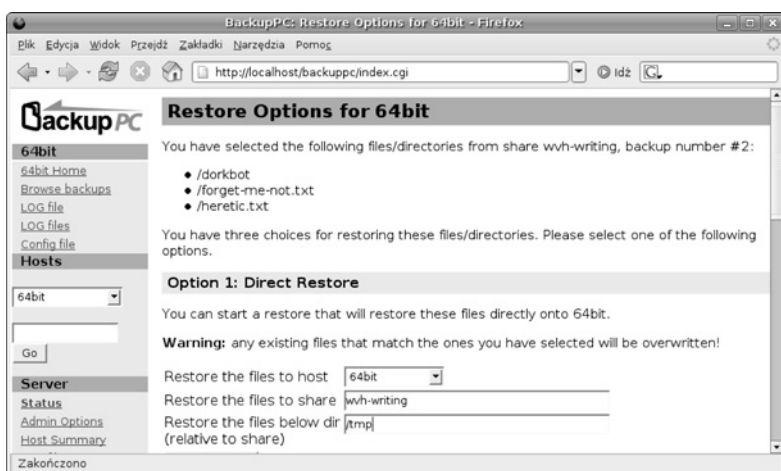 BackupPC: Restore Options for 64bit - Firefox
Plik Edycja Widok Przejdź Zakładki Narzędzia Pomoc
http://localhost/backuppc/index.cgi
Idź
G
BackupPC
64bit
64bit Home
Browse backups
LOG file
LOG files
Config file
Hosts
64bit
Go
Server
Status
Admin Options
Host Summary
Restore Options for 64bit
You have selected the following files/directories from share wvh-writing, backup number #2:
• /dorkbot
• /forget-me-not.txt
• /heretic.txt
You have three choices for restoring these files/directories. Please select one of the following
options.
Option 1: Direct Restore
You can start a restore that will restore these files directly onto 64bit.
Warning: any existing files that match the ones you have selected will be overwritten!
Restore the files to host 64bit
Restore the files to share wvh-writing
Restore the files below dir /tmp
(relative to share)
Zakończono